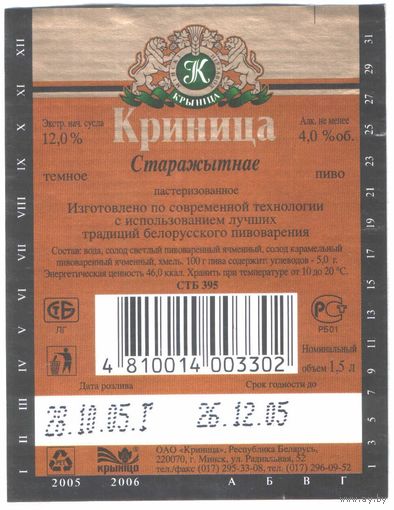 К
КРЫНІЦА
Экстр. нач. сусла
12,0 %
Криница
Алк. не менее
4,0 % об.
Старажытнае
темное
пиво
пастеризованное
Изготовлено по современной технологии
с использованием лучших
традиций белорусского пивоварения
Состав: вода, солод светлый пивоваренный ячменный, солод карамельный
пивоваренный ячменный, хмель. 100 г пива содержит: углеводов - 5,0 г.
Энергетическая ценность 46,0 ккал. Хранить при температуре от 10 до 20 °С.
СТБ 395
СТБ
ЛГ
РСТ
РБ01
4 810014 003302
Номинальный
объем 1,5 л
Дата розлива
Срок годности до
28.10.05.I
26.12.05
крыніца
ОАО «Криница», Республика Беларусь,
220070, г. Минск, ул. Радиальная, 52
тел./факс (017) 295-33-08, тел. (017) 296-09-52
XII
XI
X
IX
VIII
VII
VI
V
IV
III
II
I
31
29
27
25
23
21
19
17
15
13
11
9
7
5
3
1
2005
2006
А
Б
В
Г
ay.by